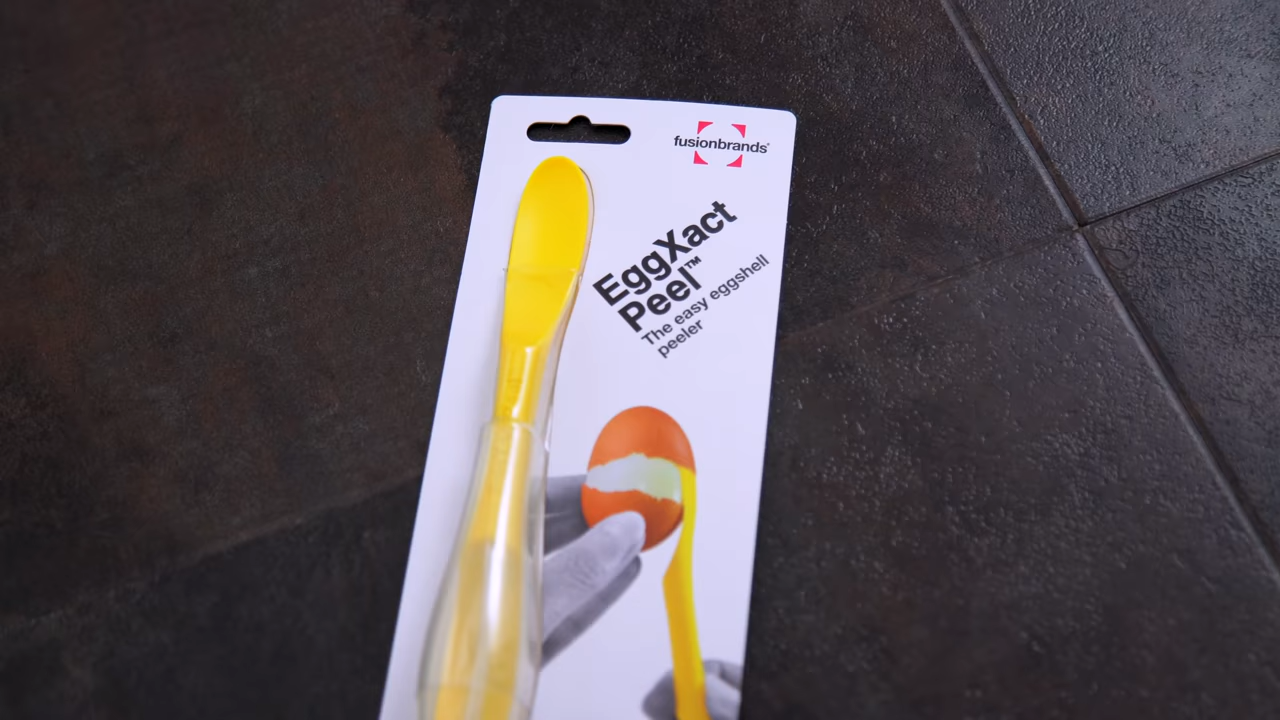 fusionbrands®
EggXact
Peel™
The easy eggshell
peeler